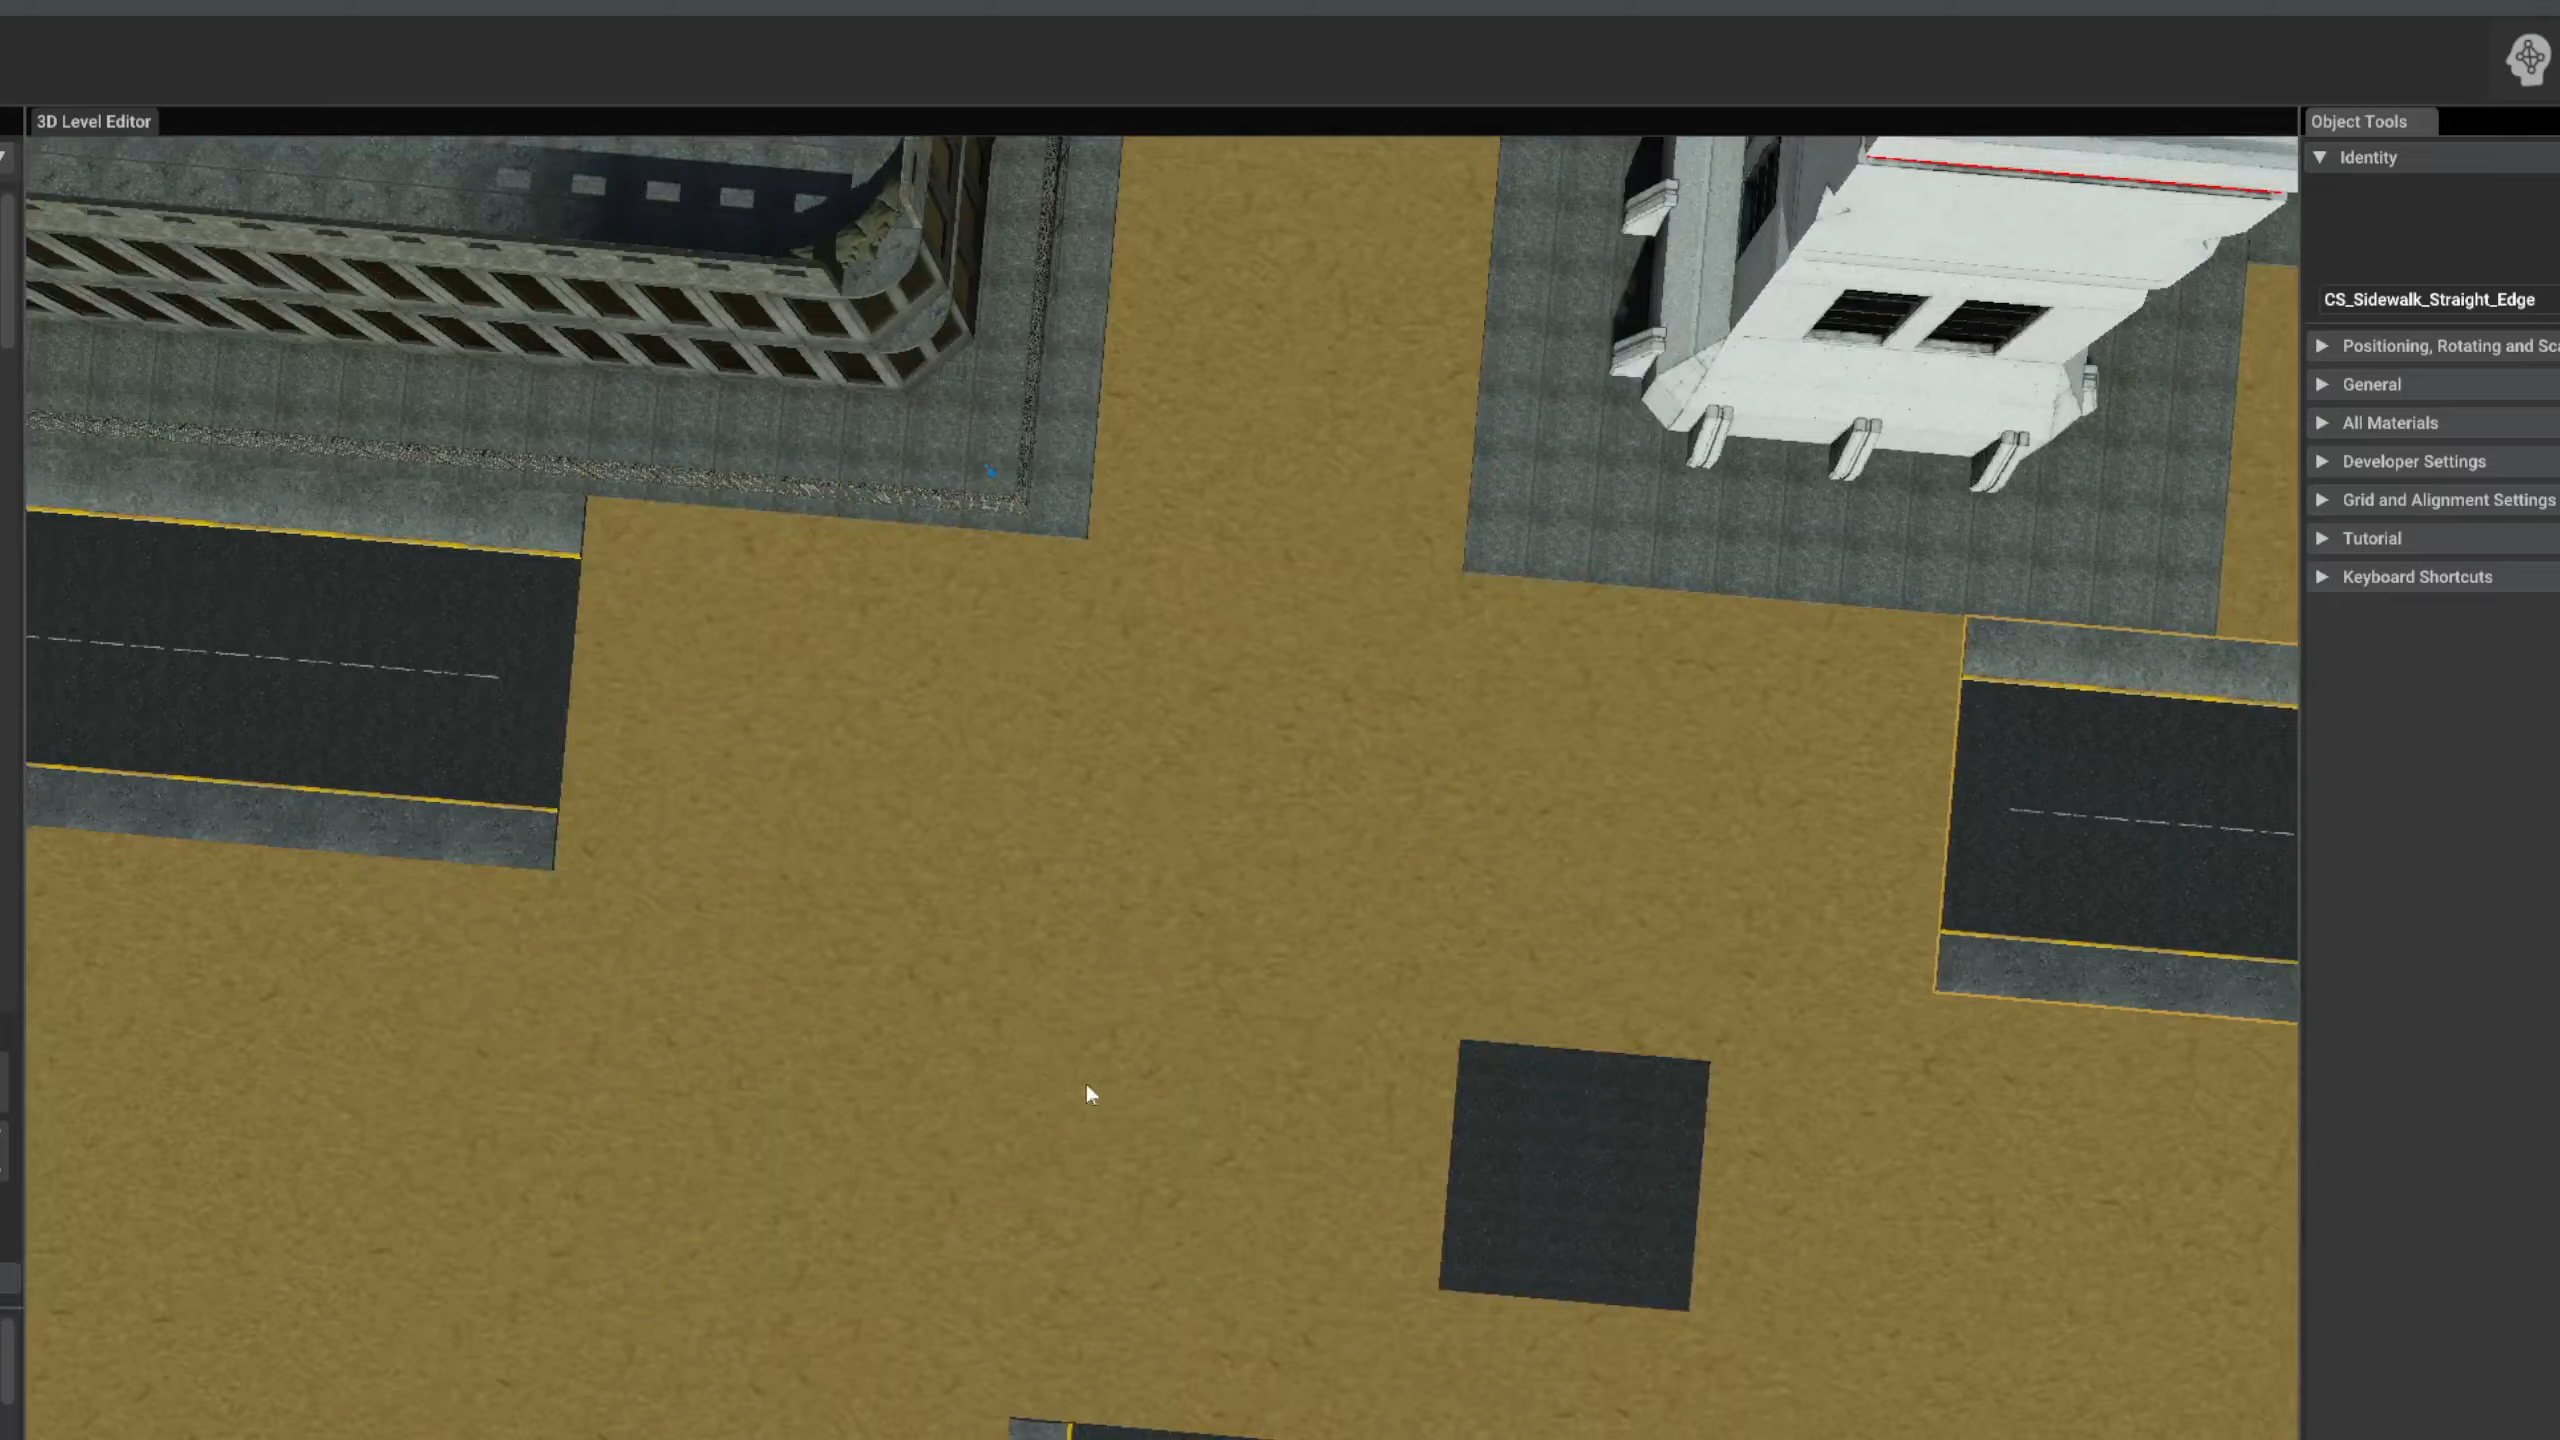 3D Level Editor
Object Tools
Identity
CS_Sidewalk_Straight_Edge
Positioning, Rotating and Sca
General
All Materials
Developer Settings
Grid and Alignment Settings
Tutorial
Keyboard Shortcuts